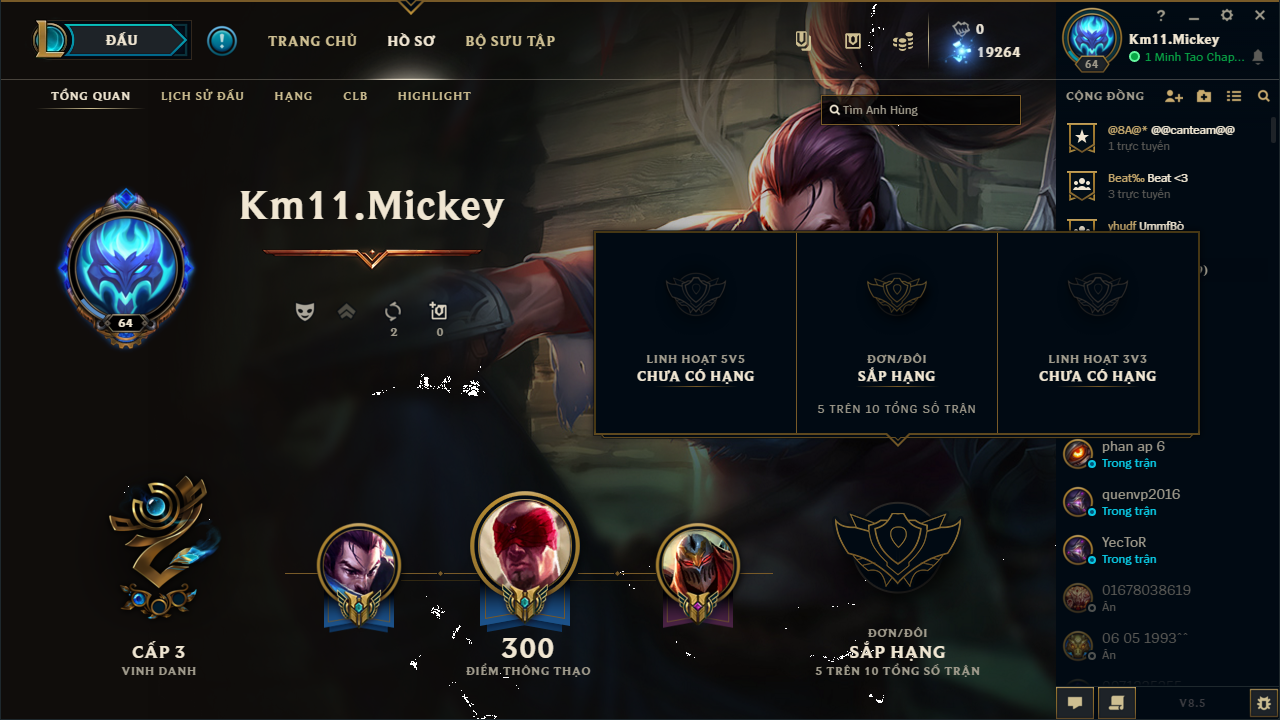 ĐẤU
TRANG CHỦ
HỒ SƠ
BỘ SƯU TẬP
0
19264
?
Km11.Mickey
64
1 Minh Tao Chap...
TỔNG QUAN
LỊCH SỬ ĐẤU
HẠNG
CLB
HIGHLIGHT
Tìm Anh Hùng
CỘNG ĐỒNG
@8A@* @@canteam@@
1 trực tuyến
Beat‰ Beat <3
3 trực tuyến
yhudf UmmfBò
Km11.Mickey
64
2
0
LINH HOẠT 5V5
CHƯA CÓ HẠNG
ĐƠN/ĐÔI
SẮP HẠNG
5 TRÊN 10 TỔNG SỐ TRẬN
LINH HOẠT 3V3
CHƯA CÓ HẠNG
phan ap 6
Trong trận
quenvp2016
Trong trận
YecToR
Trong trận
01678038619
Ẩn
06 05 1993ˆˆ
Ẩn
CẤP 3
VINH DANH
300
ĐIỂM THÔNG THẠO
ĐƠN/ĐÔI
SẮP HẠNG
5 TRÊN 10 TỔNG SỐ TRẬN
V8.5